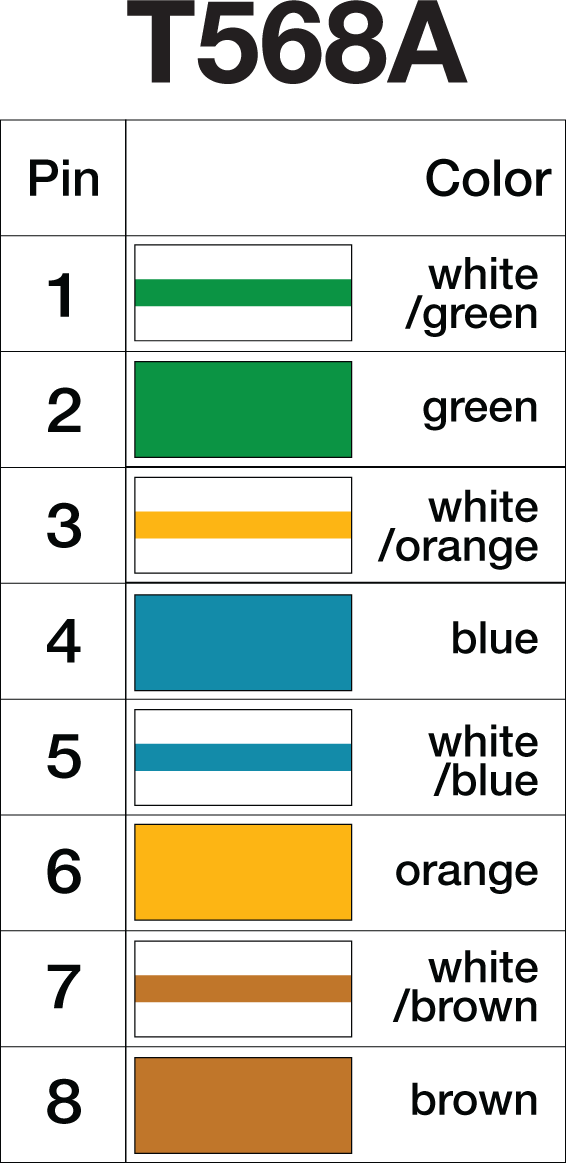 T568A
Pin Color
1 white
/green
2 green
3 white
/orange
4 blue
5 white
/blue
6 orange
7 white
/brown
8 brown